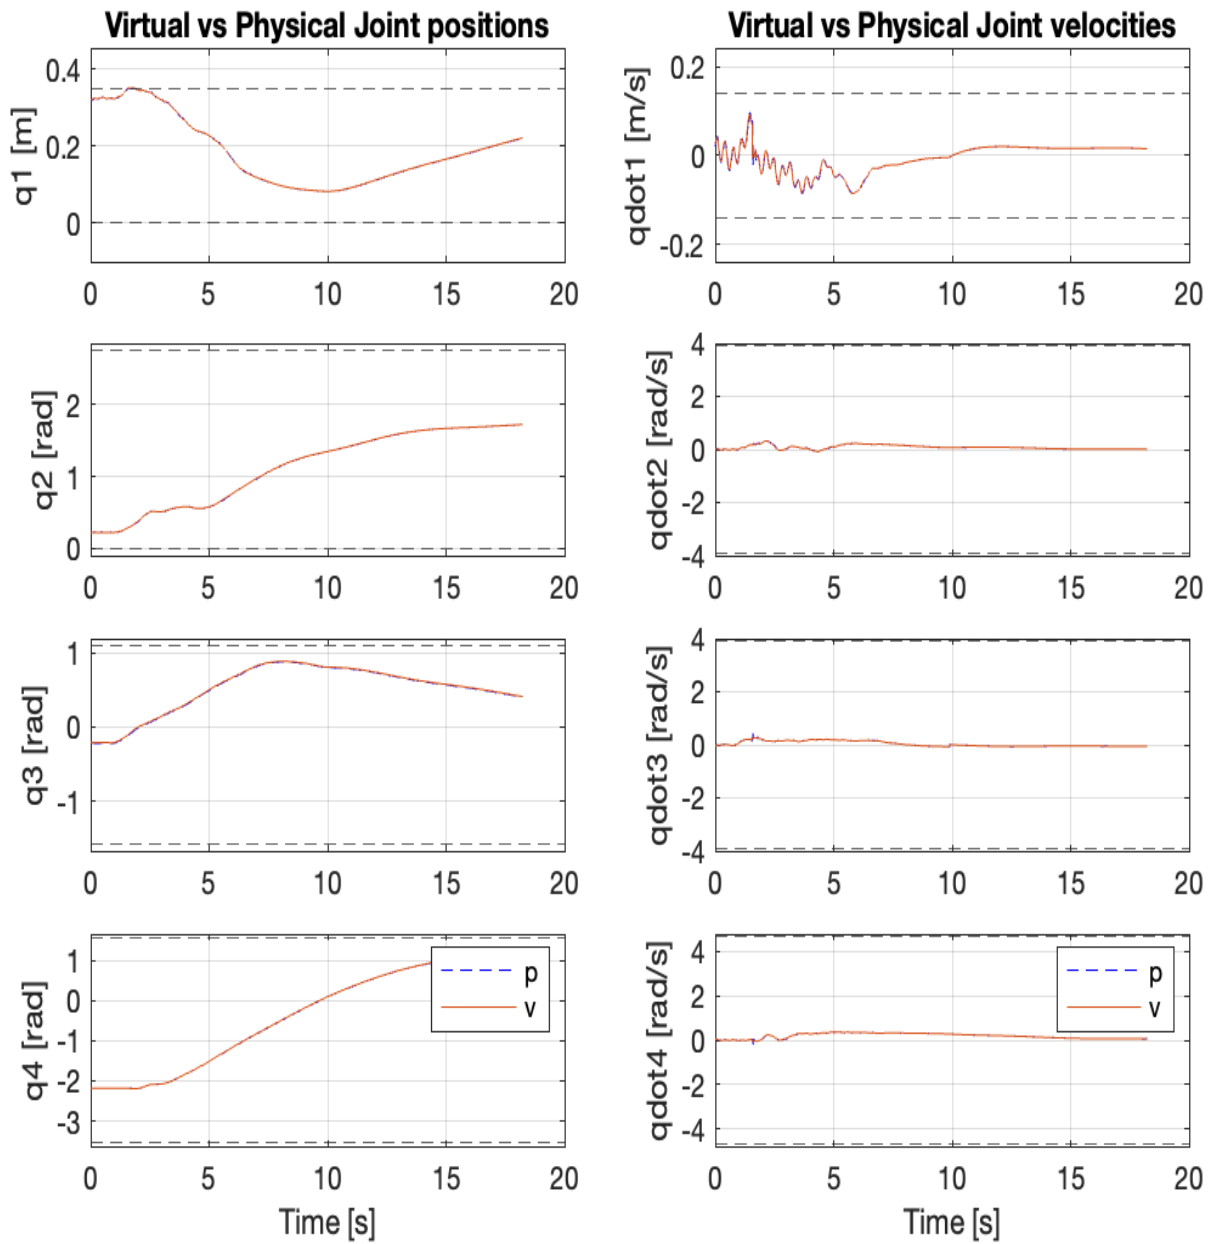 Virtual vs Physical Joint positions
Virtual vs Physical Joint velocities
q1 [m]
0.4
0.2
0
0 5 10 15 20
qdot1 [m/s]
0.2
0
-0.2
0 5 10 15 20
q2 [rad]
2
1
0
0 5 10 15 20
qdot2 [rad/s]
4
2
0
-2
-4
0 5 10 15 20
q3 [rad]
1
0
-1
0 5 10 15 20
qdot3 [rad/s]
4
2
0
-2
-4
0 5 10 15 20
q4 [rad]
1
0
-1
-2
-3
p
v
0 5 10 15 20
Time [s]
qdot4 [rad/s]
4
2
0
-2
-4
p
v
0 5 10 15 20
Time [s]